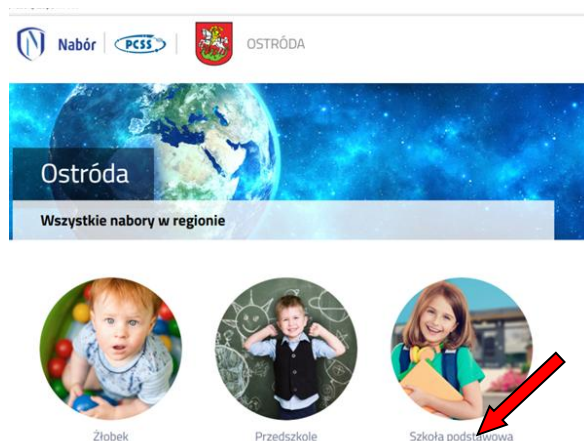 Nabór
PCSS
OSTRÓDA
Ostróda
Wszystkie nabory w regionie
Żłobek
Przedszkole
Szkoła podstawowa